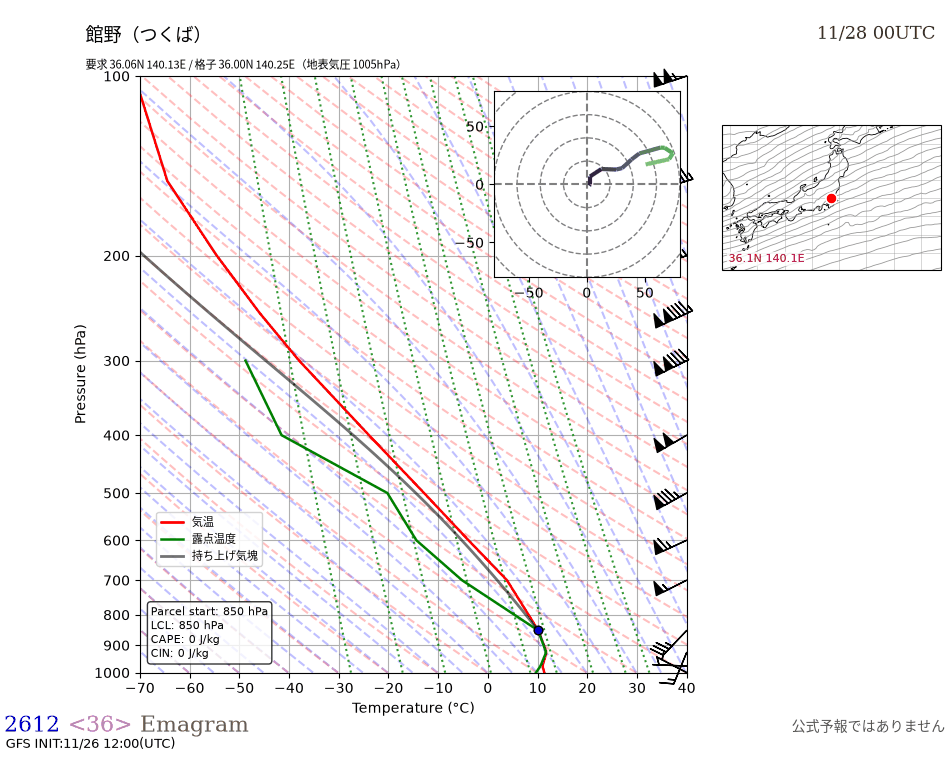 館野（つくば）
11/28 00UTC
要求 36.06N 140.13E / 格子 36.00N 140.25E（地表気圧 1005hPa）
100
200
300
400
500
600
700
800
900
1000
Pressure (hPa)
50
0
−50
−50 0 50
36.1N 140.1E
気温
露点温度
持ち上げ気塊
Parcel start: 850 hPa
LCL: 850 hPa
CAPE: 0 J/kg
CIN: 0 J/kg
−70 −60 −50 −40 −30 −20 −10 0 10 20 30 40
Temperature (°C)
2612 <36> Emagram
公式予報ではありません
GFS INIT:11/26 12:00(UTC)